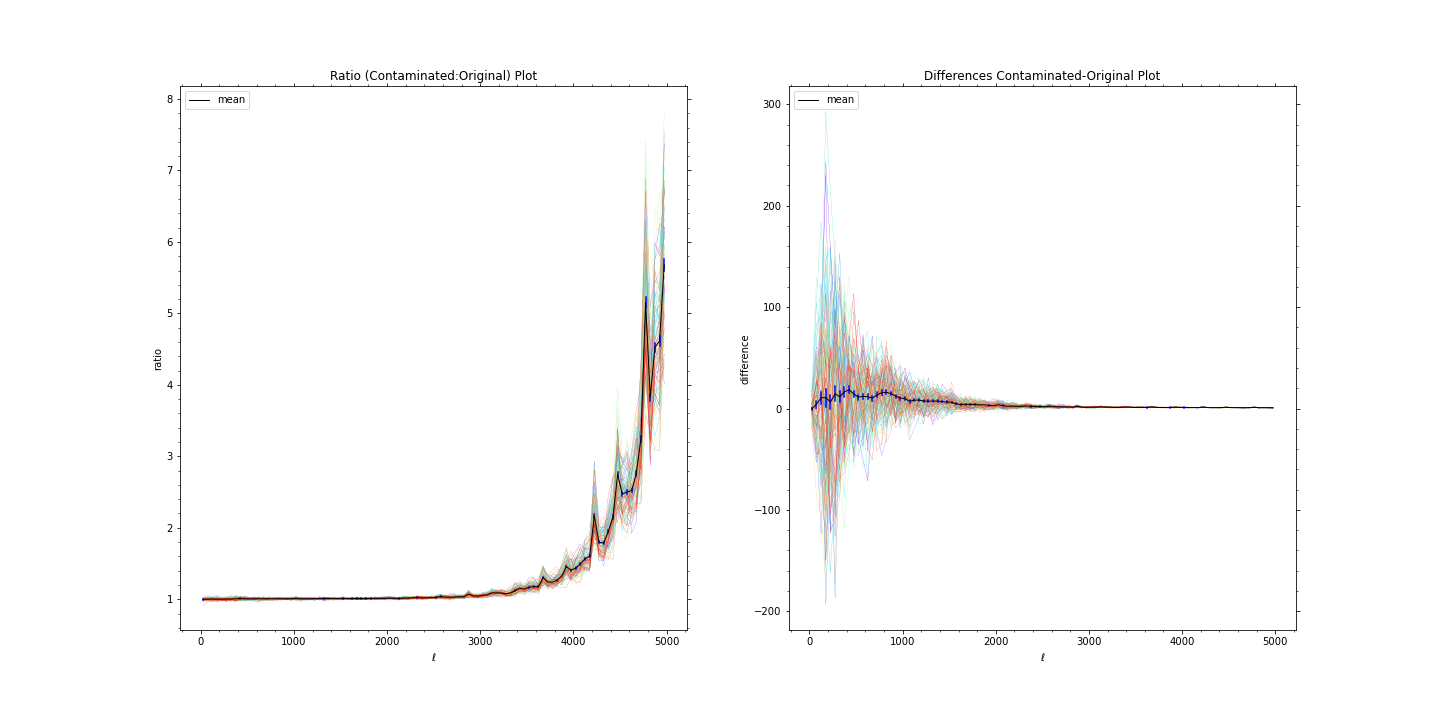 Ratio (Contaminated:Original) Plot
mean
8
7
6
5
4
3
2
1
ratio
0 1000 2000 3000 4000 5000
ℓ
Differences Contaminated-Original Plot
mean
300
200
100
0
−100
−200
difference
0 1000 2000 3000 4000 5000
ℓ